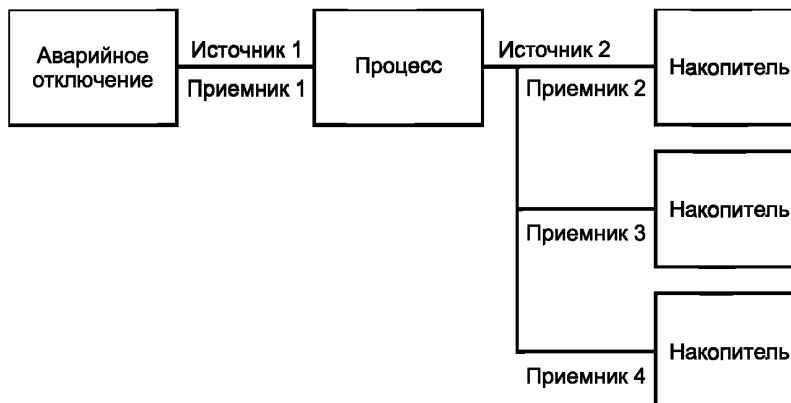 Аварийное
отключение
Источник 1
Приемник 1
Процесс
Источник 2
Приемник 2
Накопитель
Приемник 3
Накопитель
Приемник 4
Накопитель